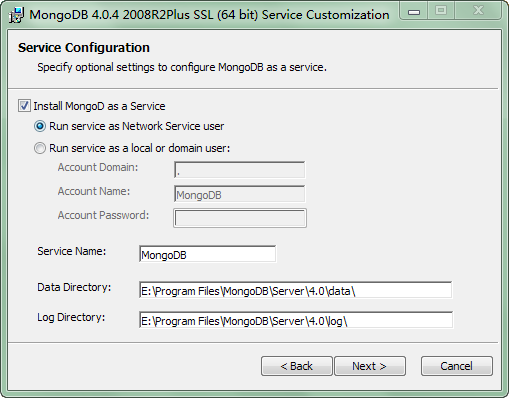 MongoDB 4.0.4 2008R2Plus SSL (64 bit) Service Customization
Service Configuration
Specify optional settings to configure MongoDB as a service.
Install MongoD as a Service
Run service as Network Service user
Run service as a local or domain user:
Account Domain: .
Account Name: MongoDB
Account Password:
Service Name: MongoDB
Data Directory: E:\Program Files\MongoDB\Server\4.0\data\
Log Directory: E:\Program Files\MongoDB\Server\4.0\log\
< Back Next > Cancel